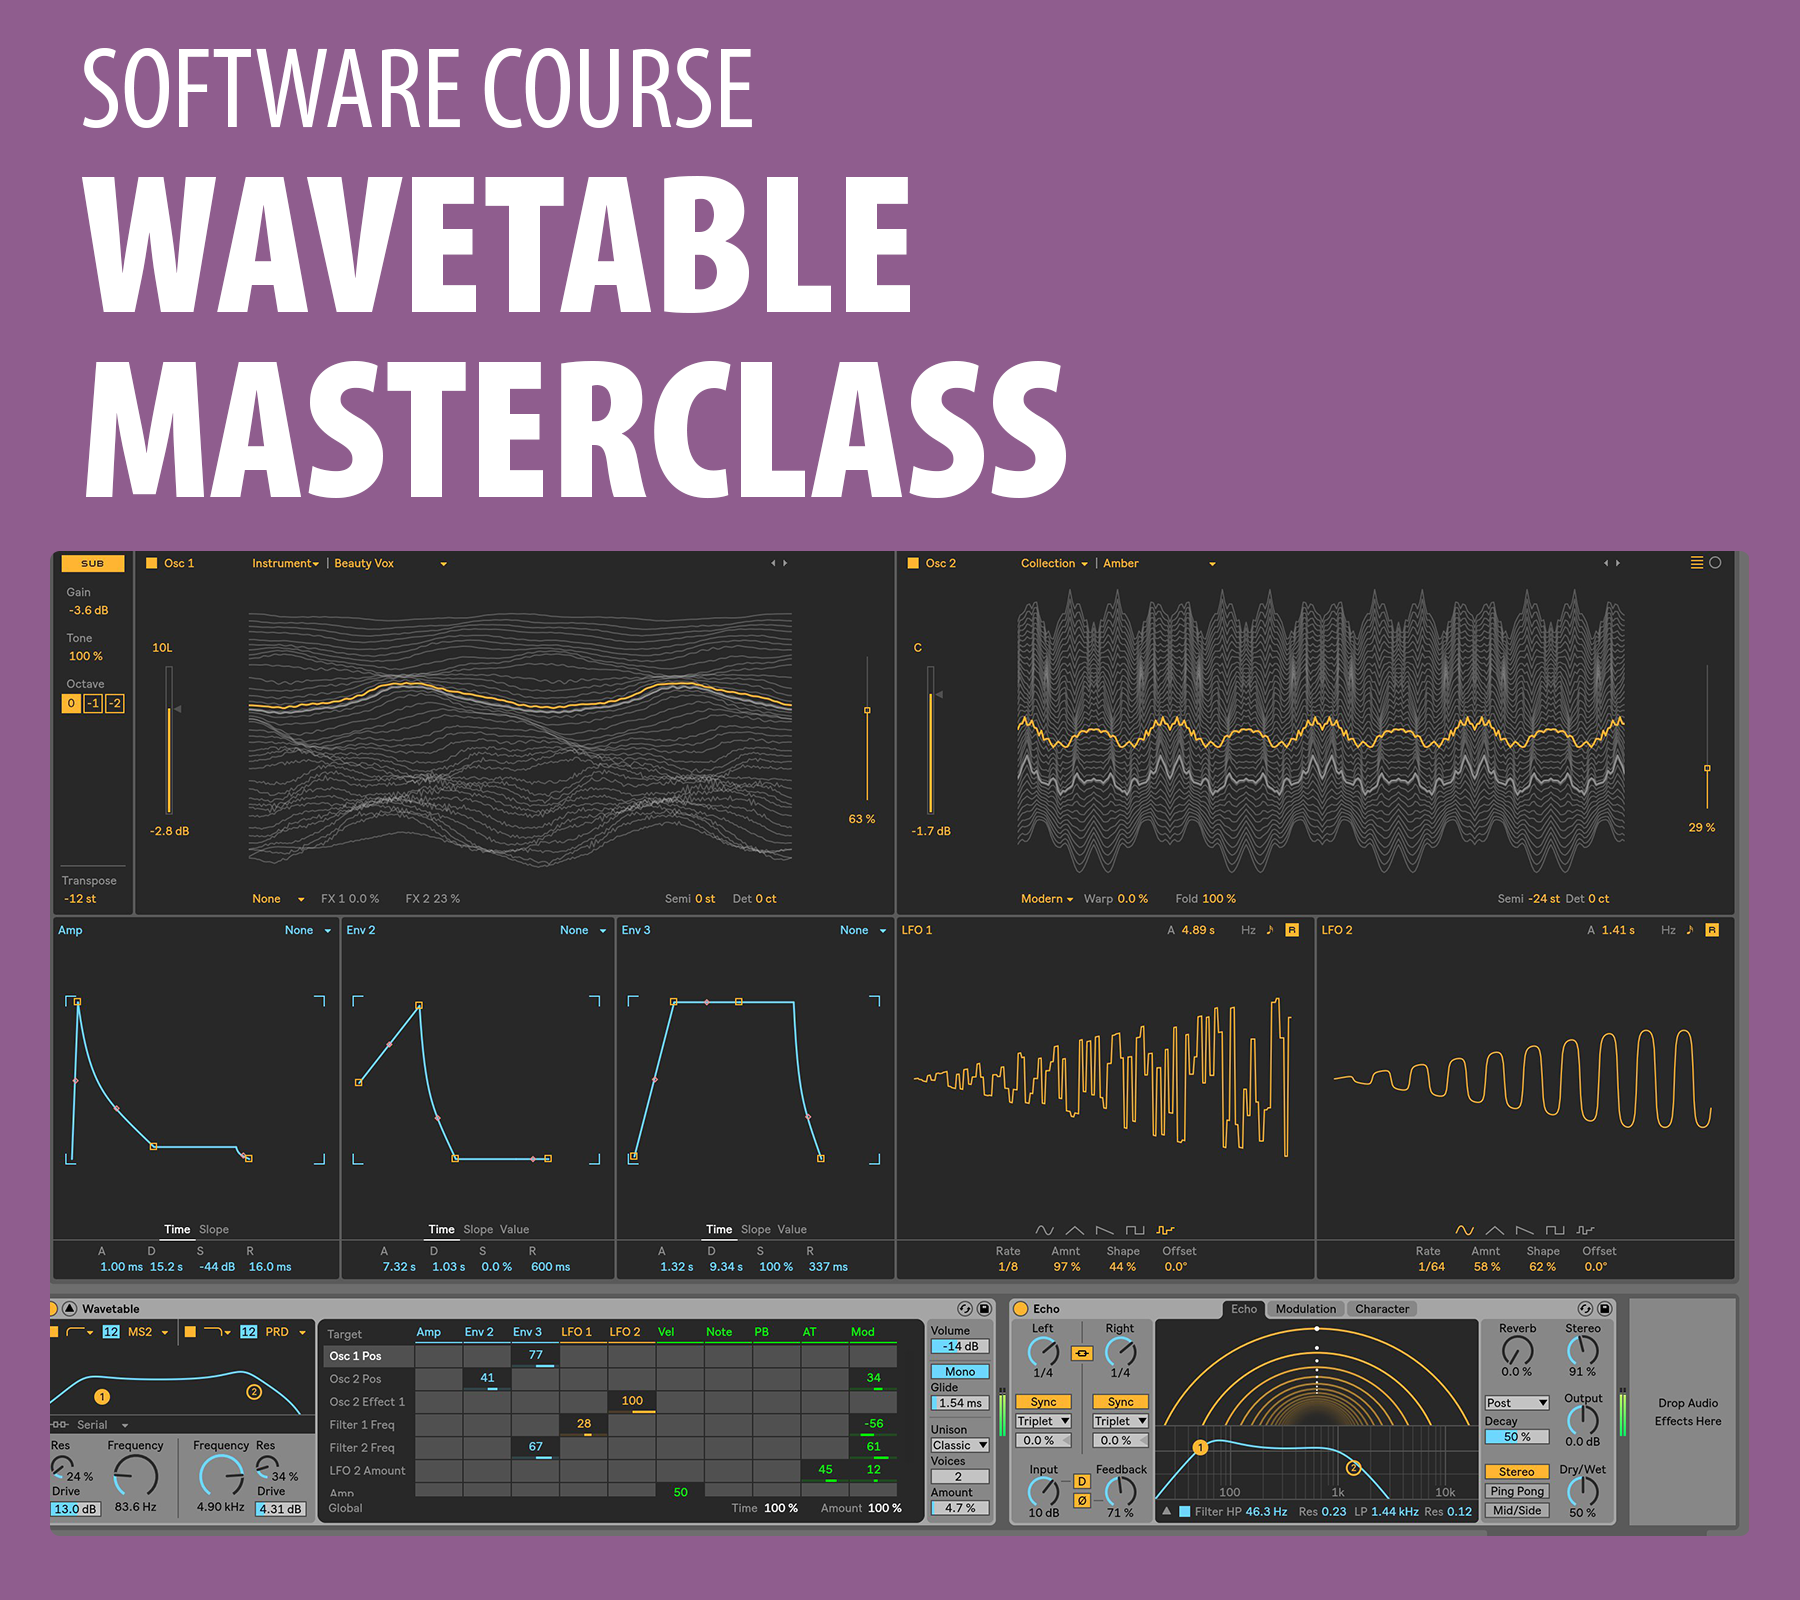 SOFTWARE COURSE
WAVETABLE
MASTERCLASS
SUB
Gain
-3.6 dB
Tone
100 %
Octave
0 -1 -2
Transpose
-12 st
Osc 1 Instrument Beauty Vox
10L
-2.8 dB
63 %
None FX 1 0.0 % FX 2 23 % Semi 0 st Det 0 ct
Osc 2 Collection Amber
C
-1.7 dB
29 %
Modern Warp 0.0 % Fold 100 % Semi -24 st Det 0 ct
Amp None
Time Slope
A D S R
1.00 ms 15.2 s -44 dB 16.0 ms
Env 2 None
Time Slope Value
A D S R
7.32 s 1.03 s 0.0 % 600 ms
Env 3 None
Time Slope Value
A D S R
1.32 s 9.34 s 100 % 337 ms
LFO 1 A 4.89 s Hz R
Rate Amnt Shape Offset
1/8 97 % 44 % 0.0°
LFO 2 A 1.41 s Hz R
Rate Amnt Shape Offset
1/64 58 % 62 % 0.0°
Wavetable
12 MS2 12 PRD
1 2
Serial
Res Frequency Frequency Res
24 % 34 %
Drive Drive
13.0 dB 83.6 Hz 4.90 kHz 4.31 dB
Target Amp Env 2 Env 3 LFO 1 LFO 2 Vel Note PB AT Mod
Osc 1 Pos 77
Osc 2 Pos 41 34
Osc 2 Effect 1 100
Filter 1 Freq 28 -56
Filter 2 Freq 67 61
LFO 2 Amount 45 12
Amp 50
Global Time 100 % Amount 100 %
Volume
-14 dB
Mono
Glide
1.54 ms
Unison
Classic
Voices
2
Amount
4.7 %
Echo Echo Modulation Character
Left Right
1/4 1/4
Sync Sync
Triplet Triplet
0.0 % 0.0 %
Input D Feedback
Ø
10 dB 71 %
1 2
100 1k 10k
Filter HP 46.3 Hz Res 0.23 LP 1.44 kHz Res 0.12
Reverb Stereo
0.0 % 91 %
Post Output
Decay
50 % 0.0 dB
Stereo Dry/Wet
Ping Pong
Mid/Side 50 %
Drop Audio
Effects Here